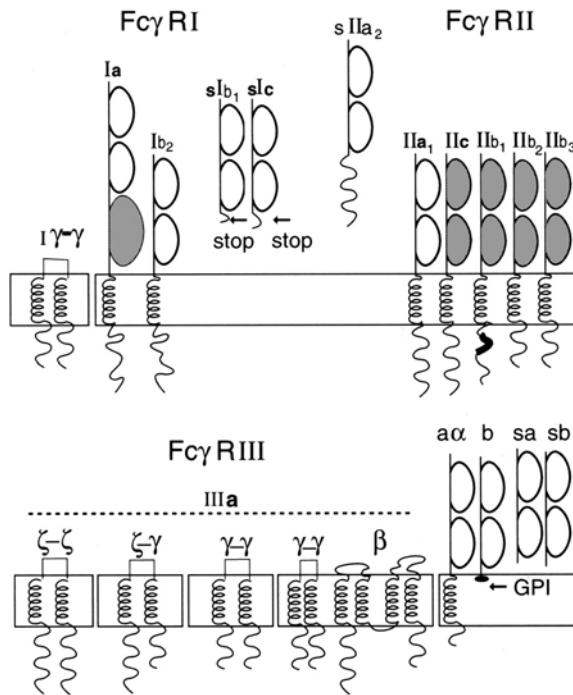 FcγRI
s IIa₂
FcγRII
Ia
Ib₂
sIb₁ sIc
IIa₁ IIc IIb₁ IIb₂ IIb₃
I γ=γ
stop stop
FcγRIII
IIIa
aα b sa sb
ζ–ζ ζ–γ γ–γ γ–γ β
GPI